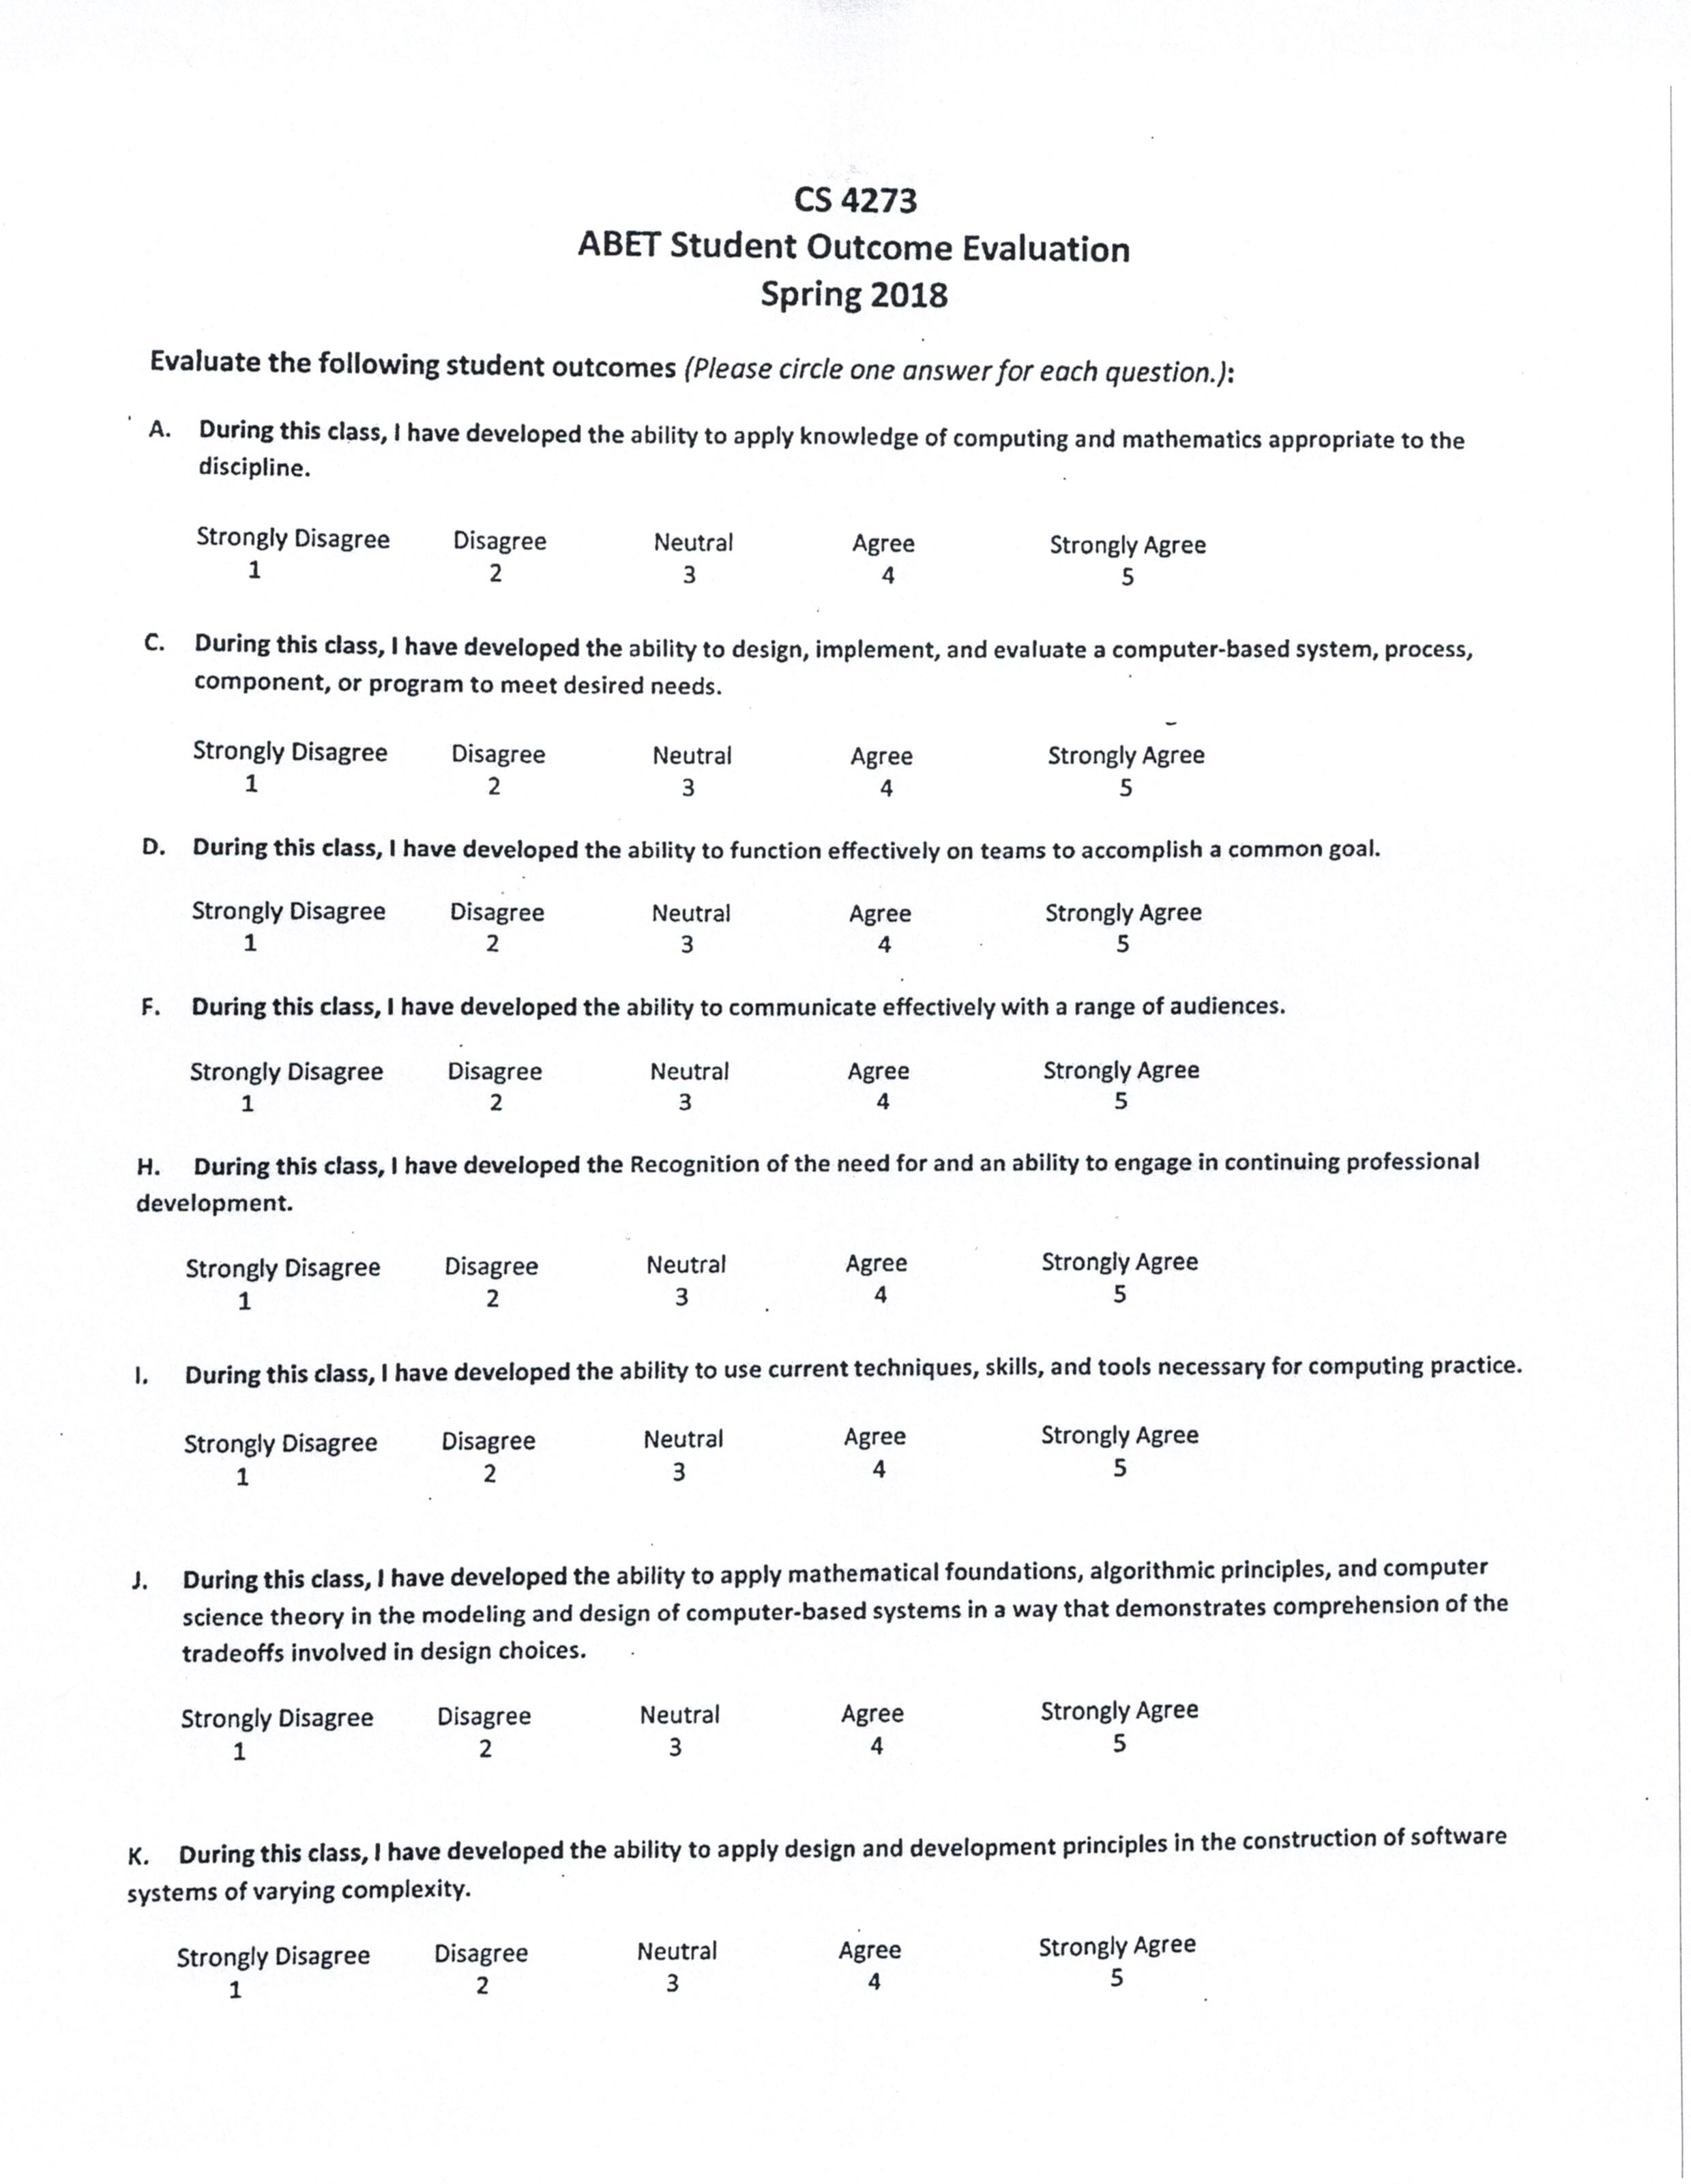 CS 4273
ABET Student Outcome Evaluation
Spring 2018
Evaluate the following student outcomes (Please circle one answer for each question.):
A. During this class, I have developed the ability to apply knowledge of computing and mathematics appropriate to the
discipline.
Strongly Disagree Disagree Neutral Agree Strongly Agree
1 2 3 4 5
C. During this class, I have developed the ability to design, implement, and evaluate a computer-based system, process,
component, or program to meet desired needs.
Strongly Disagree Disagree Neutral Agree Strongly Agree
1 2 3 4 5
D. During this class, I have developed the ability to function effectively on teams to accomplish a common goal.
Strongly Disagree Disagree Neutral Agree Strongly Agree
1 2 3 4 5
F. During this class, I have developed the ability to communicate effectively with a range of audiences.
Strongly Disagree Disagree Neutral Agree Strongly Agree
1 2 3 4 5
H. During this class, I have developed the Recognition of the need for and an ability to engage in continuing professional
development.
Strongly Disagree Disagree Neutral Agree Strongly Agree
1 2 3 4 5
I. During this class, I have developed the ability to use current techniques, skills, and tools necessary for computing practice.
Strongly Disagree Disagree Neutral Agree Strongly Agree
1 2 3 4 5
J. During this class, I have developed the ability to apply mathematical foundations, algorithmic principles, and computer
science theory in the modeling and design of computer-based systems in a way that demonstrates comprehension of the
tradeoffs involved in design choices.
Strongly Disagree Disagree Neutral Agree Strongly Agree
1 2 3 4 5
K. During this class, I have developed the ability to apply design and development principles in the construction of software
systems of varying complexity.
Strongly Disagree Disagree Neutral Agree Strongly Agree
1 2 3 4 5